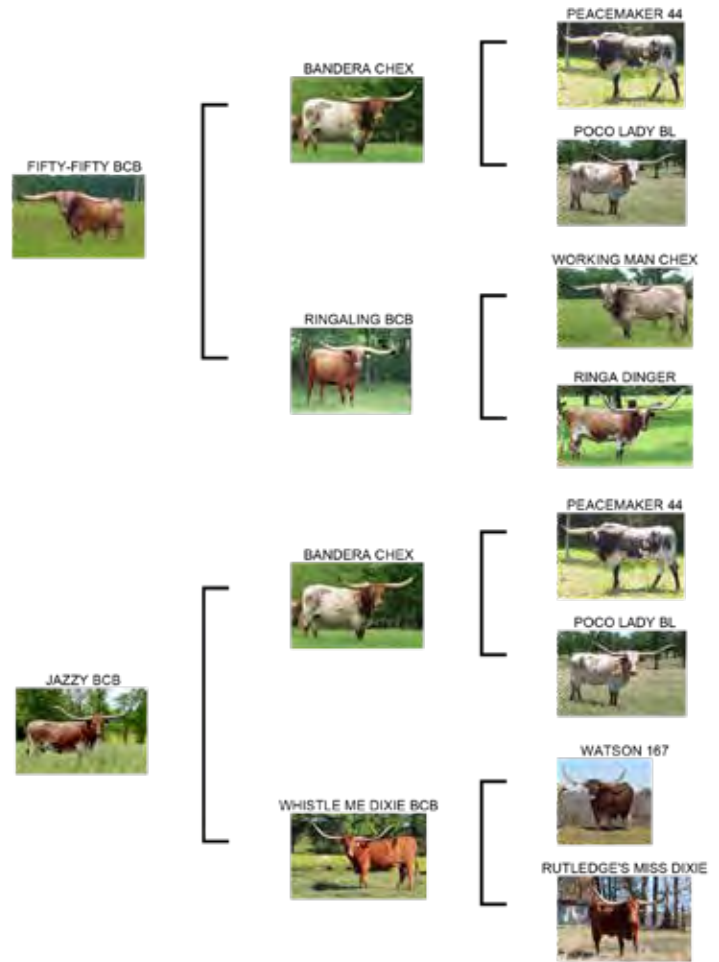 PEACEMAKER 44
BANDERA CHEX
POCO LADY BL
FIFTY-FIFTY BCB
WORKING MAN CHEX
RINGALING BCB
RINGA DINGER
PEACEMAKER 44
BANDERA CHEX
POCO LADY BL
JAZZY BCB
WATSON 167
WHISTLE ME DIXIE BCB
RUTLEDGE'S MISS DIXIE